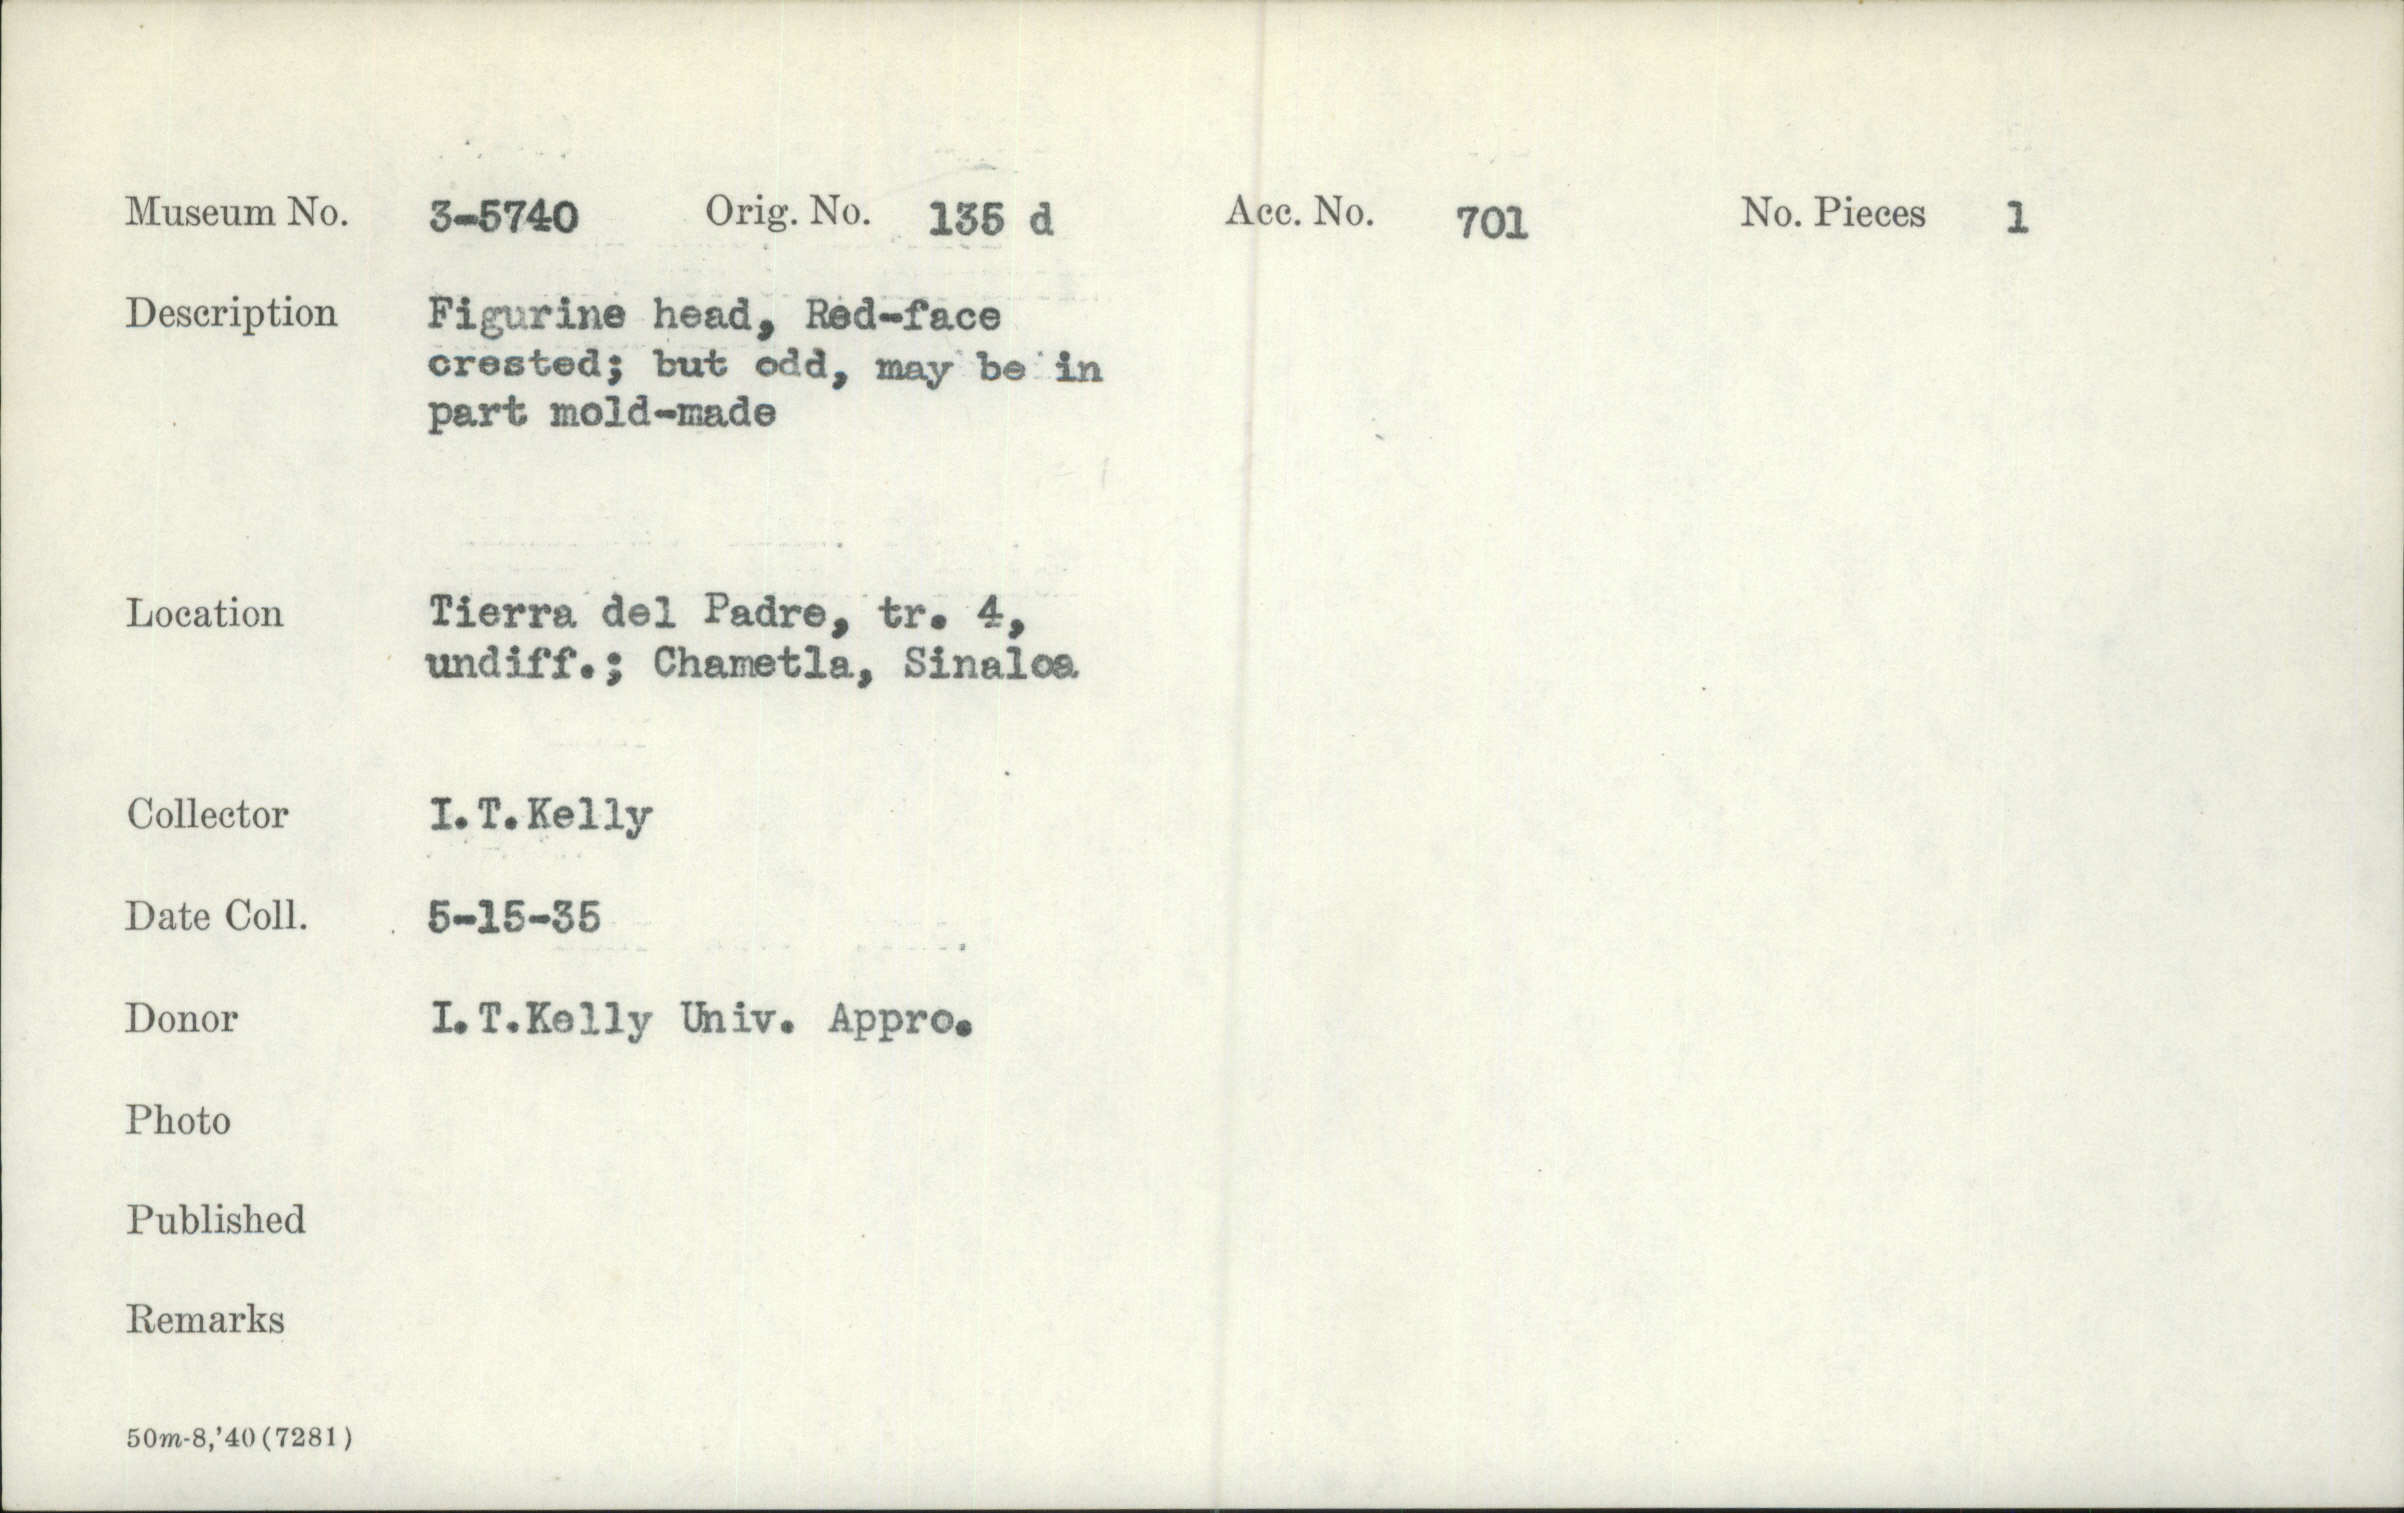 Museum No. 3-5740 Orig. No. 135 d Acc. No. 701 No. Pieces 1
Description Figurine head, Red-face
crested; but odd, may be in
part mold-made
Location Tierra del Padre, tr. 4,
undiff.; Chametla, Sinaloa
Collector I.T.Kelly
Date Coll. 5-15-35
Donor I.T.Kelly Univ. Appro.
Photo
Published
Remarks
50m-8,'40(7281)